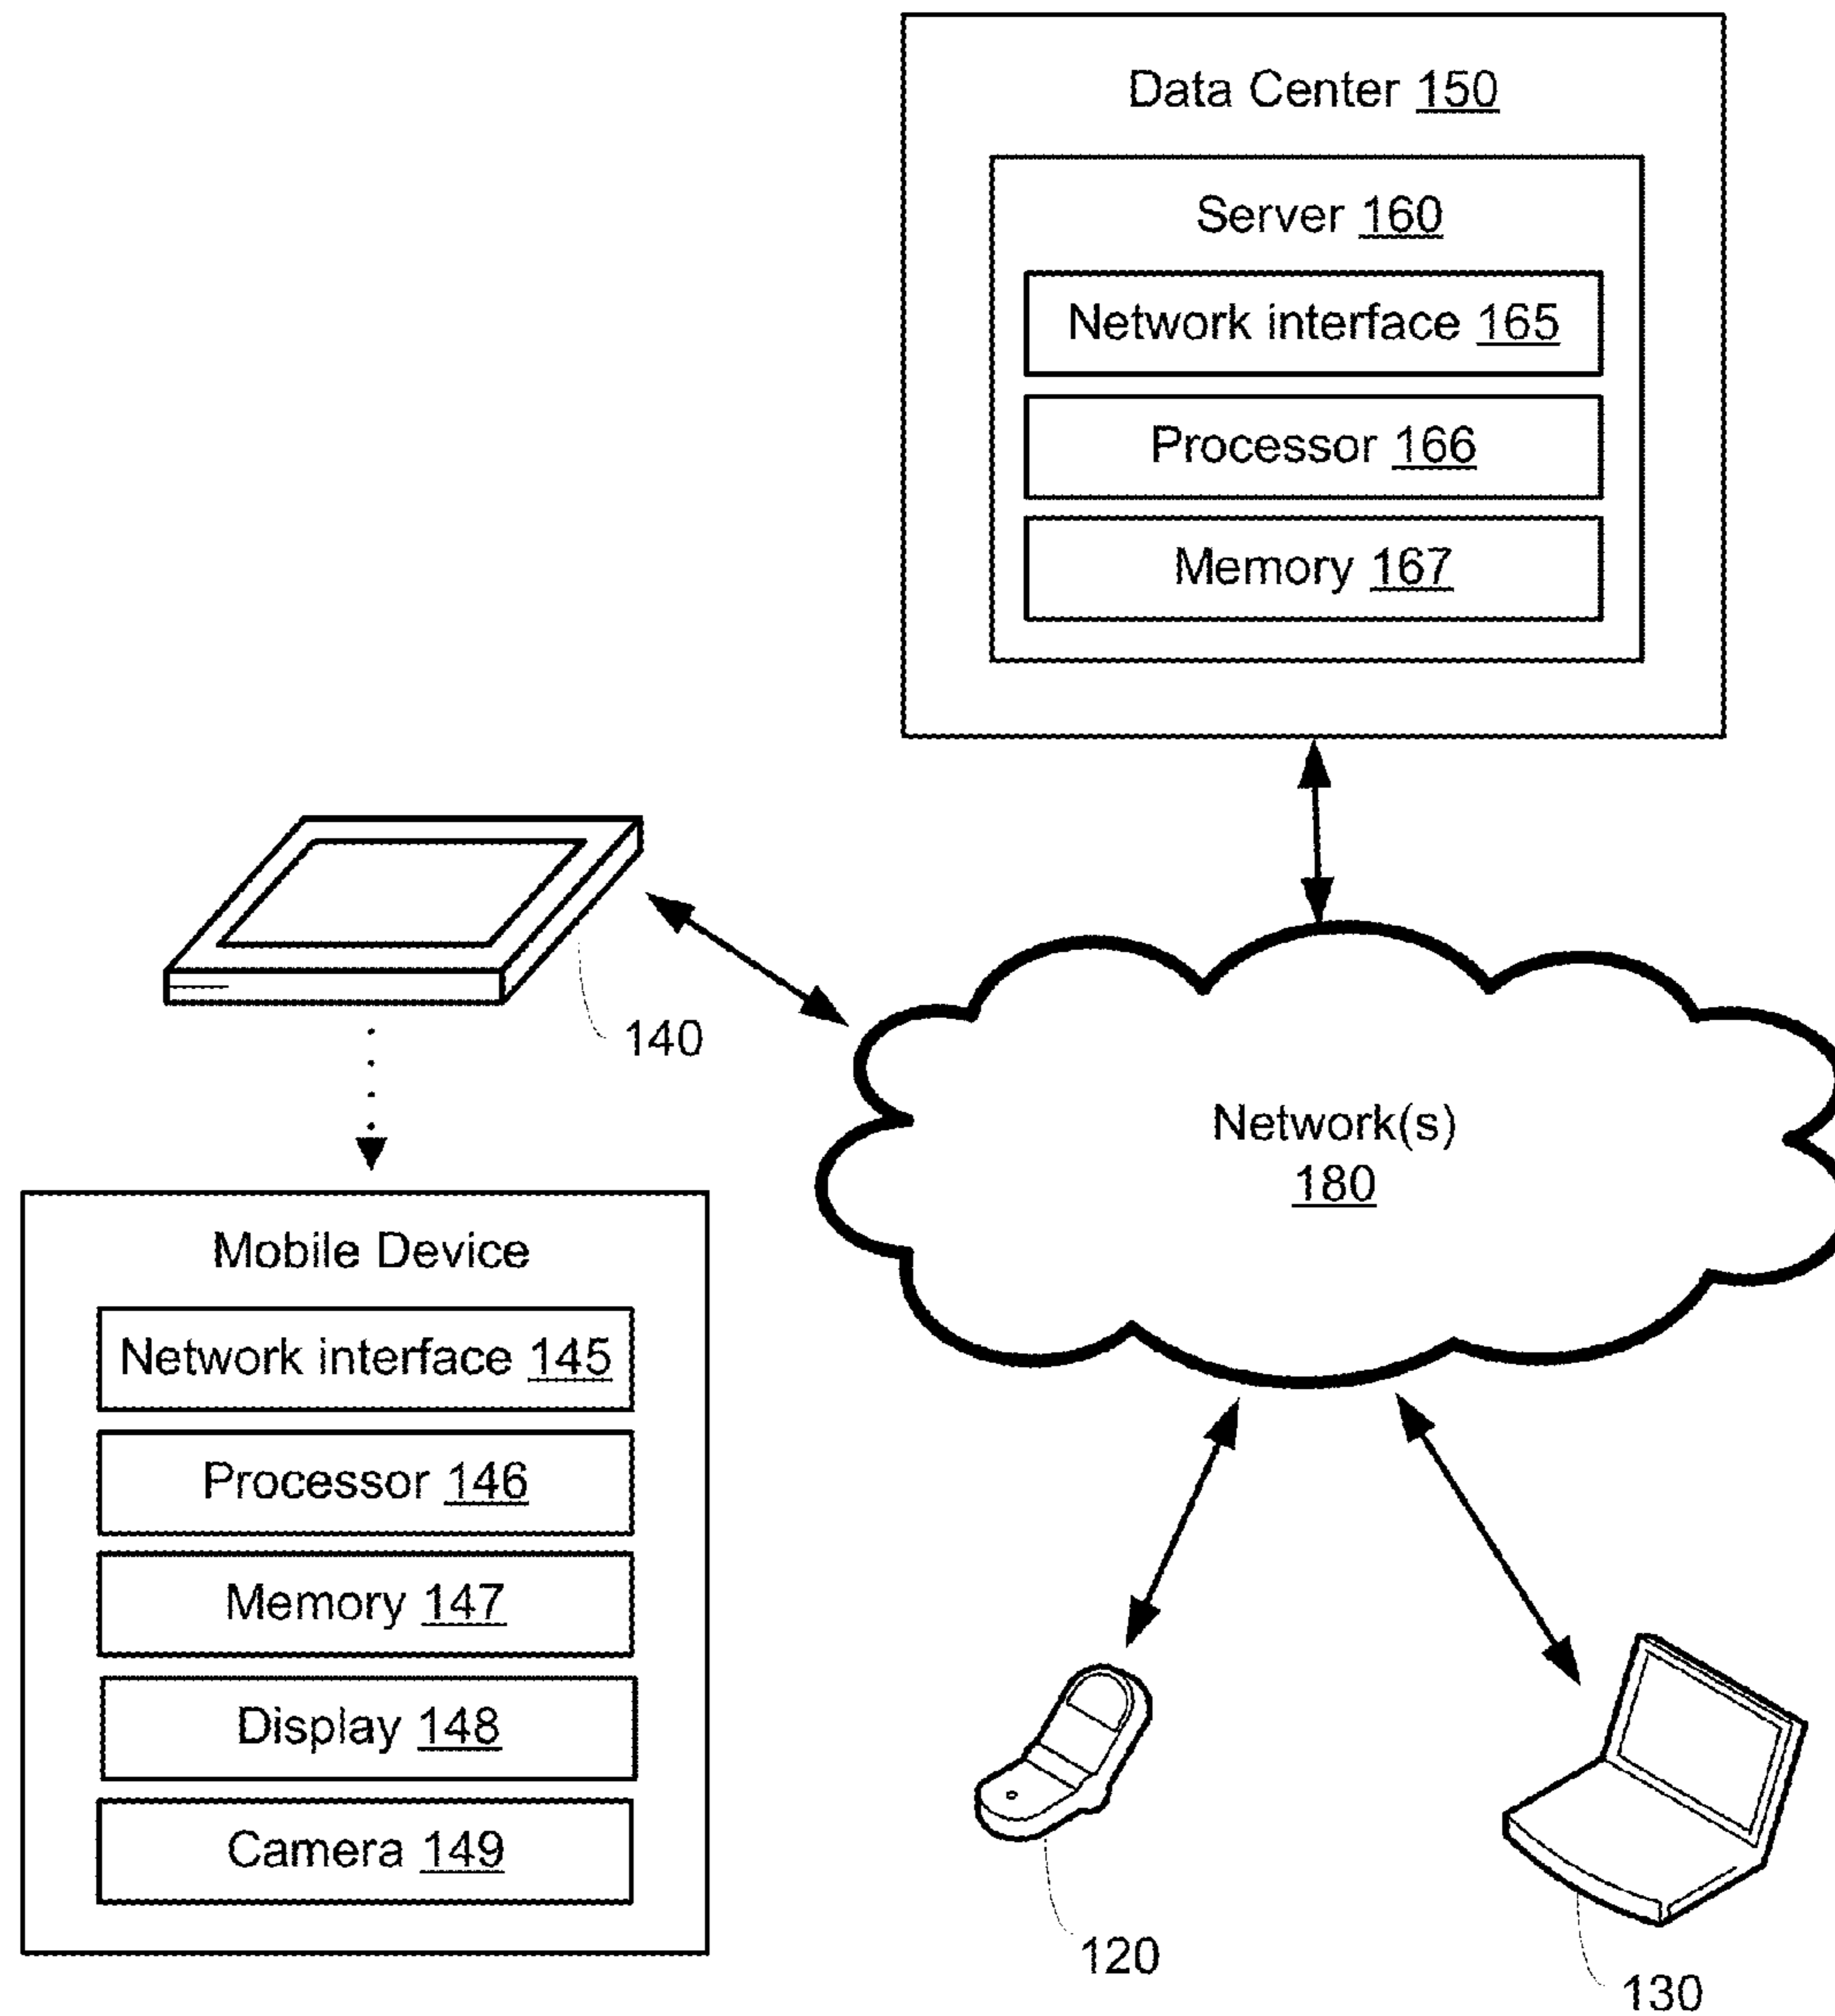 Data Center 150
Server 160
Network interface 165
Processor 166
Memory 167
140
Network(s)
180
Mobile Device
Network interface 145
Processor 146
Memory 147
Display 148
Camera 149
120
130